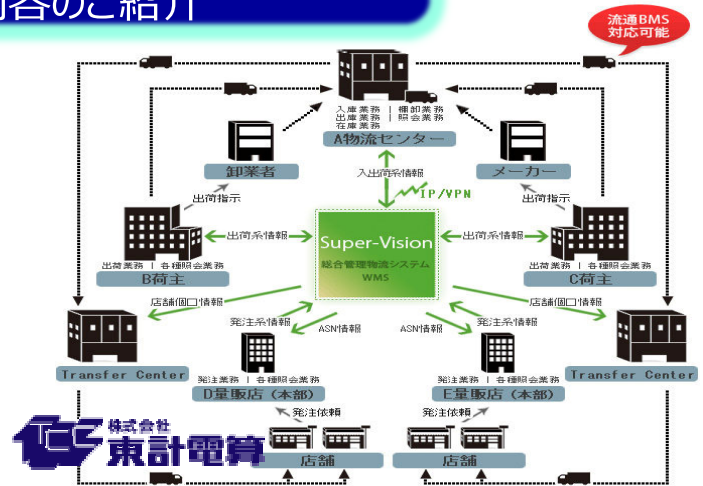 内容のご紹介
流通BMS
対応可能
入庫業務 | 棚卸業務
出庫業務 | 照会業務
在庫業務
A物流センター
卸業者
メーカー
入出荷系情報
IP/VPN
出荷指示
出荷指示
出荷系情報
Super-Vision
総合管理物流システム
WMS
出荷系情報
出荷業務 | 各種照会業務
B荷主
出荷業務 | 各種照会業務
C荷主
店舗個口情報
店舗個口情報
発注系情報
ASN情報
ASN情報
発注系情報
Transfer Center
Transfer Center
発注業務 | 各種照会業務
D量販店（本部）
発注業務 | 各種照会業務
E量販店（本部）
発注依頼
発注依頼
店舗
店舗
TCS
株式会社
東計電算